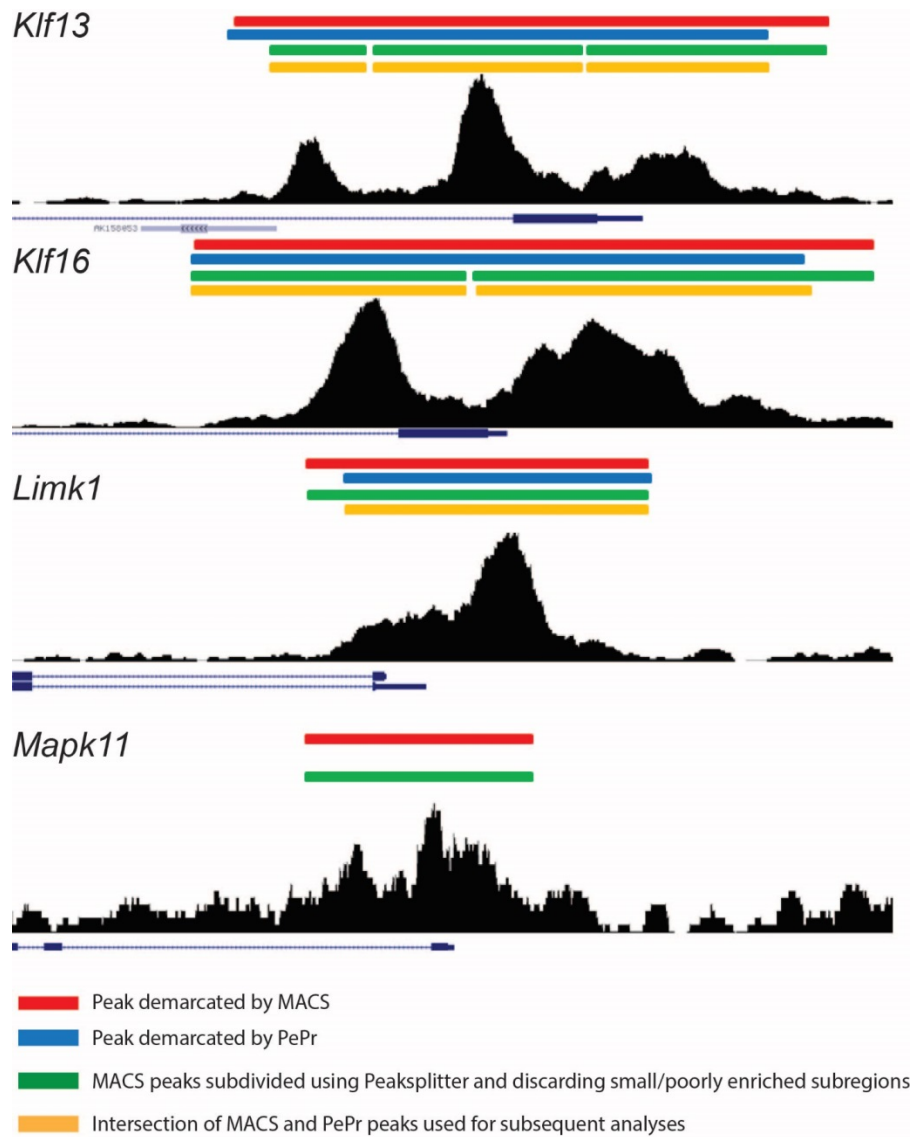 Klf13
AK158053
Klf16
Limk1
Mapk11
Peak demarcated by MACS
Peak demarcated by PePr
MACS peaks subdivided using Peaksplitter and discarding small/poorly enriched subregions
Intersection of MACS and PePr peaks used for subsequent analyses